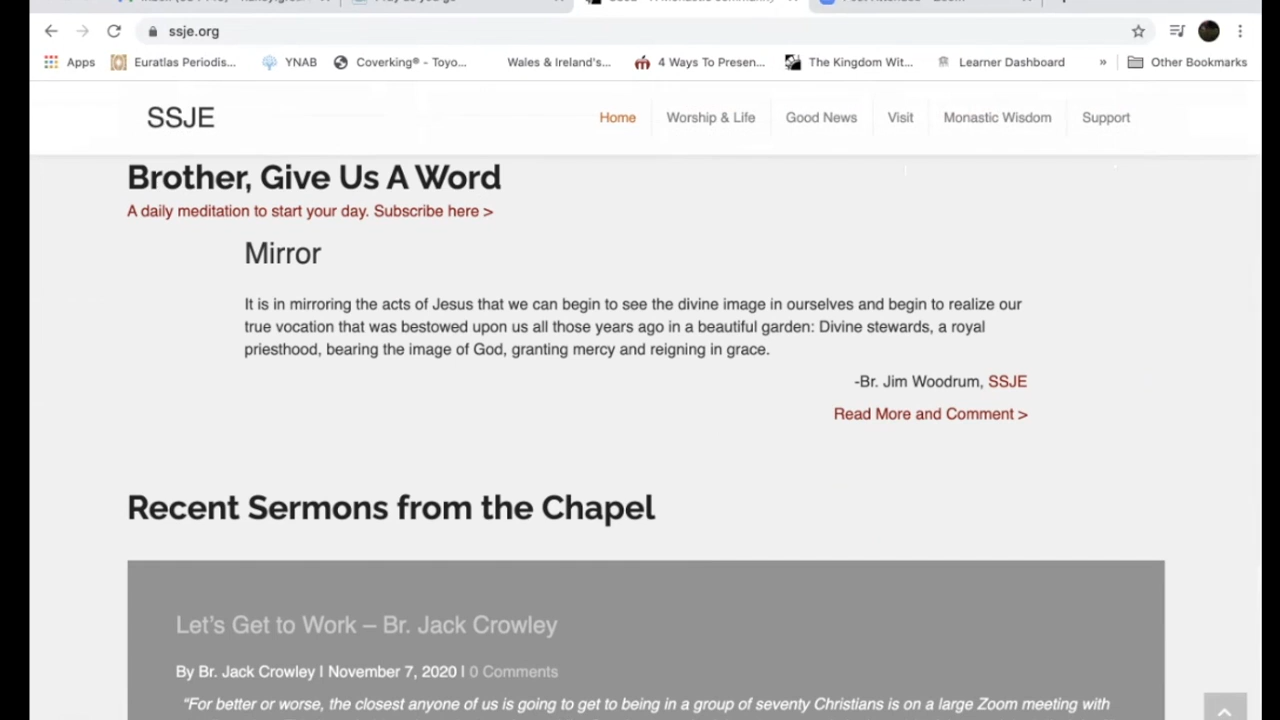 ssje.org
Apps Euratlas Periodis... YNAB Coverking® - Toyo... Wales & Ireland's... 4 Ways To Presen... The Kingdom Wit... Learner Dashboard » Other Bookmarks
SSJE Home Worship & Life Good News Visit Monastic Wisdom Support
Brother, Give Us A Word
A daily meditation to start your day. Subscribe here >
Mirror
It is in mirroring the acts of Jesus that we can begin to see the divine image in ourselves and begin to realize our
true vocation that was bestowed upon us all those years ago in a beautiful garden: Divine stewards, a royal
priesthood, bearing the image of God, granting mercy and reigning in grace.
-Br. Jim Woodrum, SSJE
Read More and Comment >
Recent Sermons from the Chapel
Let's Get to Work – Br. Jack Crowley
By Br. Jack Crowley | November 7, 2020 | 0 Comments
“For better or worse, the closest anyone of us is going to get to being in a group of seventy Christians is on a large Zoom meeting with